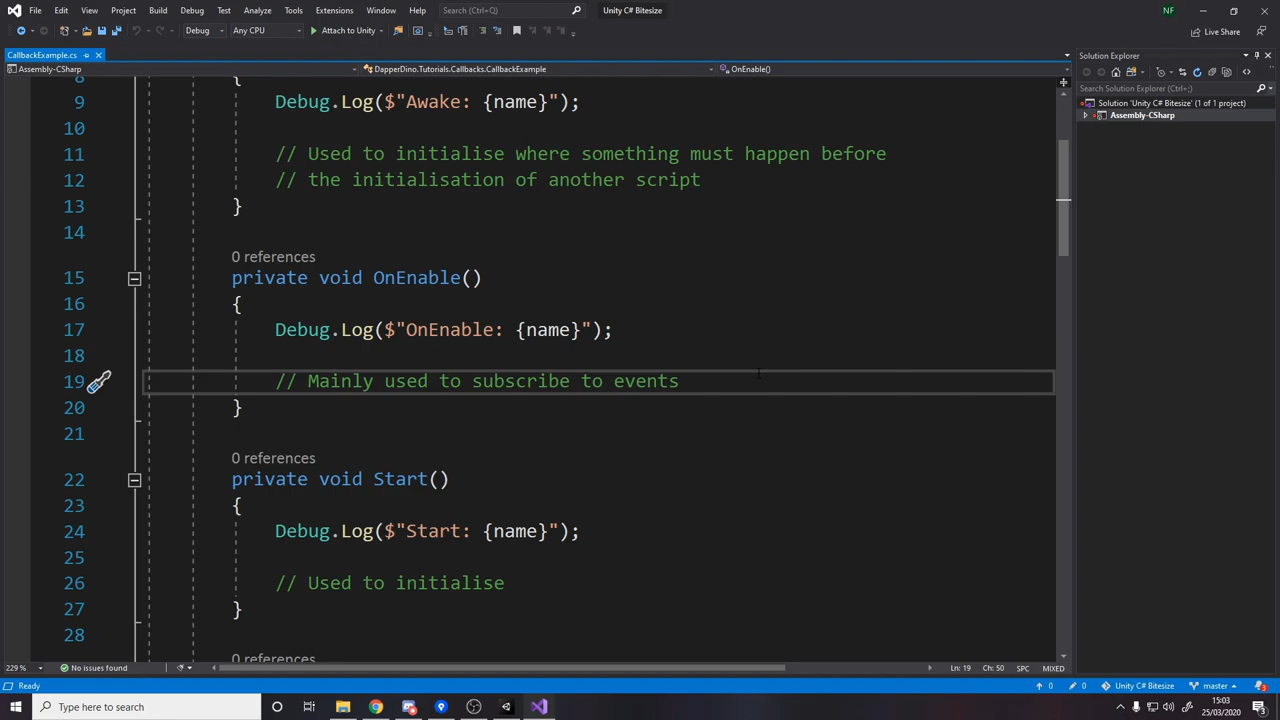 File Edit View Project Build Debug Test Analyze Tools Extensions Window Help Search (Ctrl+Q) Unity C# Bitesize NF
Debug Any CPU Attach to Unity Live Share
CallbackExample.cs Solution Explorer
Assembly-CSharp DapperDino.Tutorials.Callbacks.CallbackExample OnEnable()
Search Solution Explorer (Ctrl+;)
Solution 'Unity C# Bitesize' (1 of 1 project)
Assembly-CSharp
8 {
9 Debug.Log($"Awake: {name}");
10
11 // Used to initialise where something must happen before
12 // the initialisation of another script
13 }
14
0 references
15 private void OnEnable()
16 {
17 Debug.Log($"OnEnable: {name}");
18
19 // Mainly used to subscribe to events
20 }
21
0 references
22 private void Start()
23 {
24 Debug.Log($"Start: {name}");
25
26 // Used to initialise
27 }
28
0 references
229 % No issues found Ln: 19 Ch: 50 SPC MIXED
Ready 0 0 Unity C# Bitesize master 3
Type here to search 15:03
25/03/2020